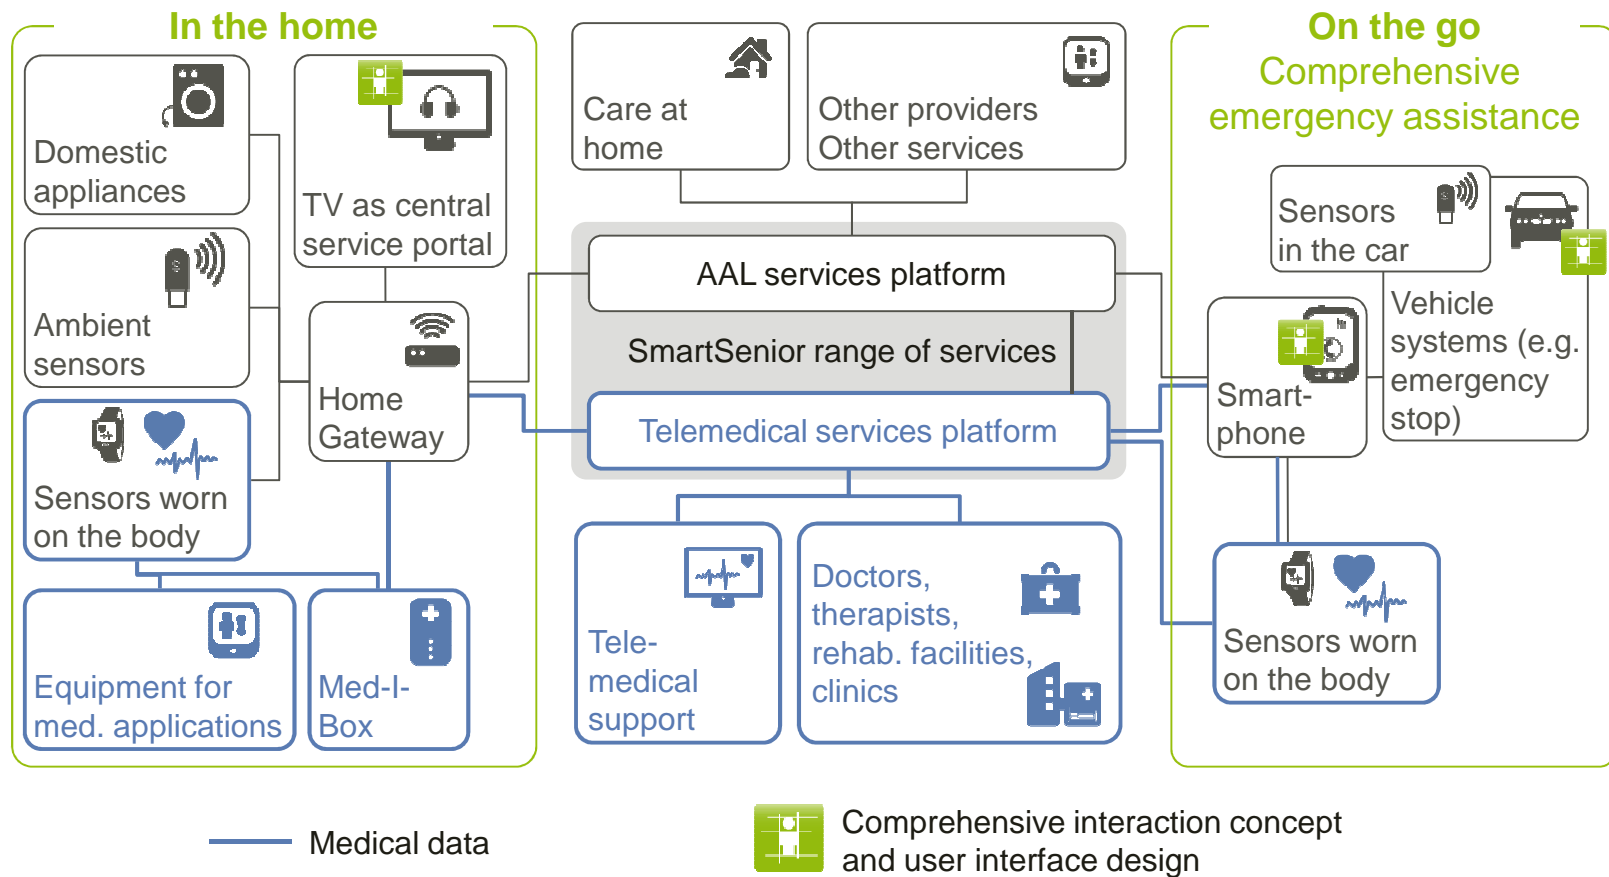 In the home
Domestic
appliances
TV as central
service portal
Ambient
sensors
Home
Gateway
Sensors worn
on the body
Equipment for
med. applications
Med-I-
Box
Care at
home
Other providers
Other services
AAL services platform
SmartSenior range of services
Telemedical services platform
Tele-
medical
support
Doctors,
therapists,
rehab. facilities,
clinics
On the go
Comprehensive
emergency assistance
Sensors
in the car
Vehicle
systems (e.g.
emergency
stop)
Smart-
phone
Sensors worn
on the body
Medical data
Comprehensive interaction concept
and user interface design